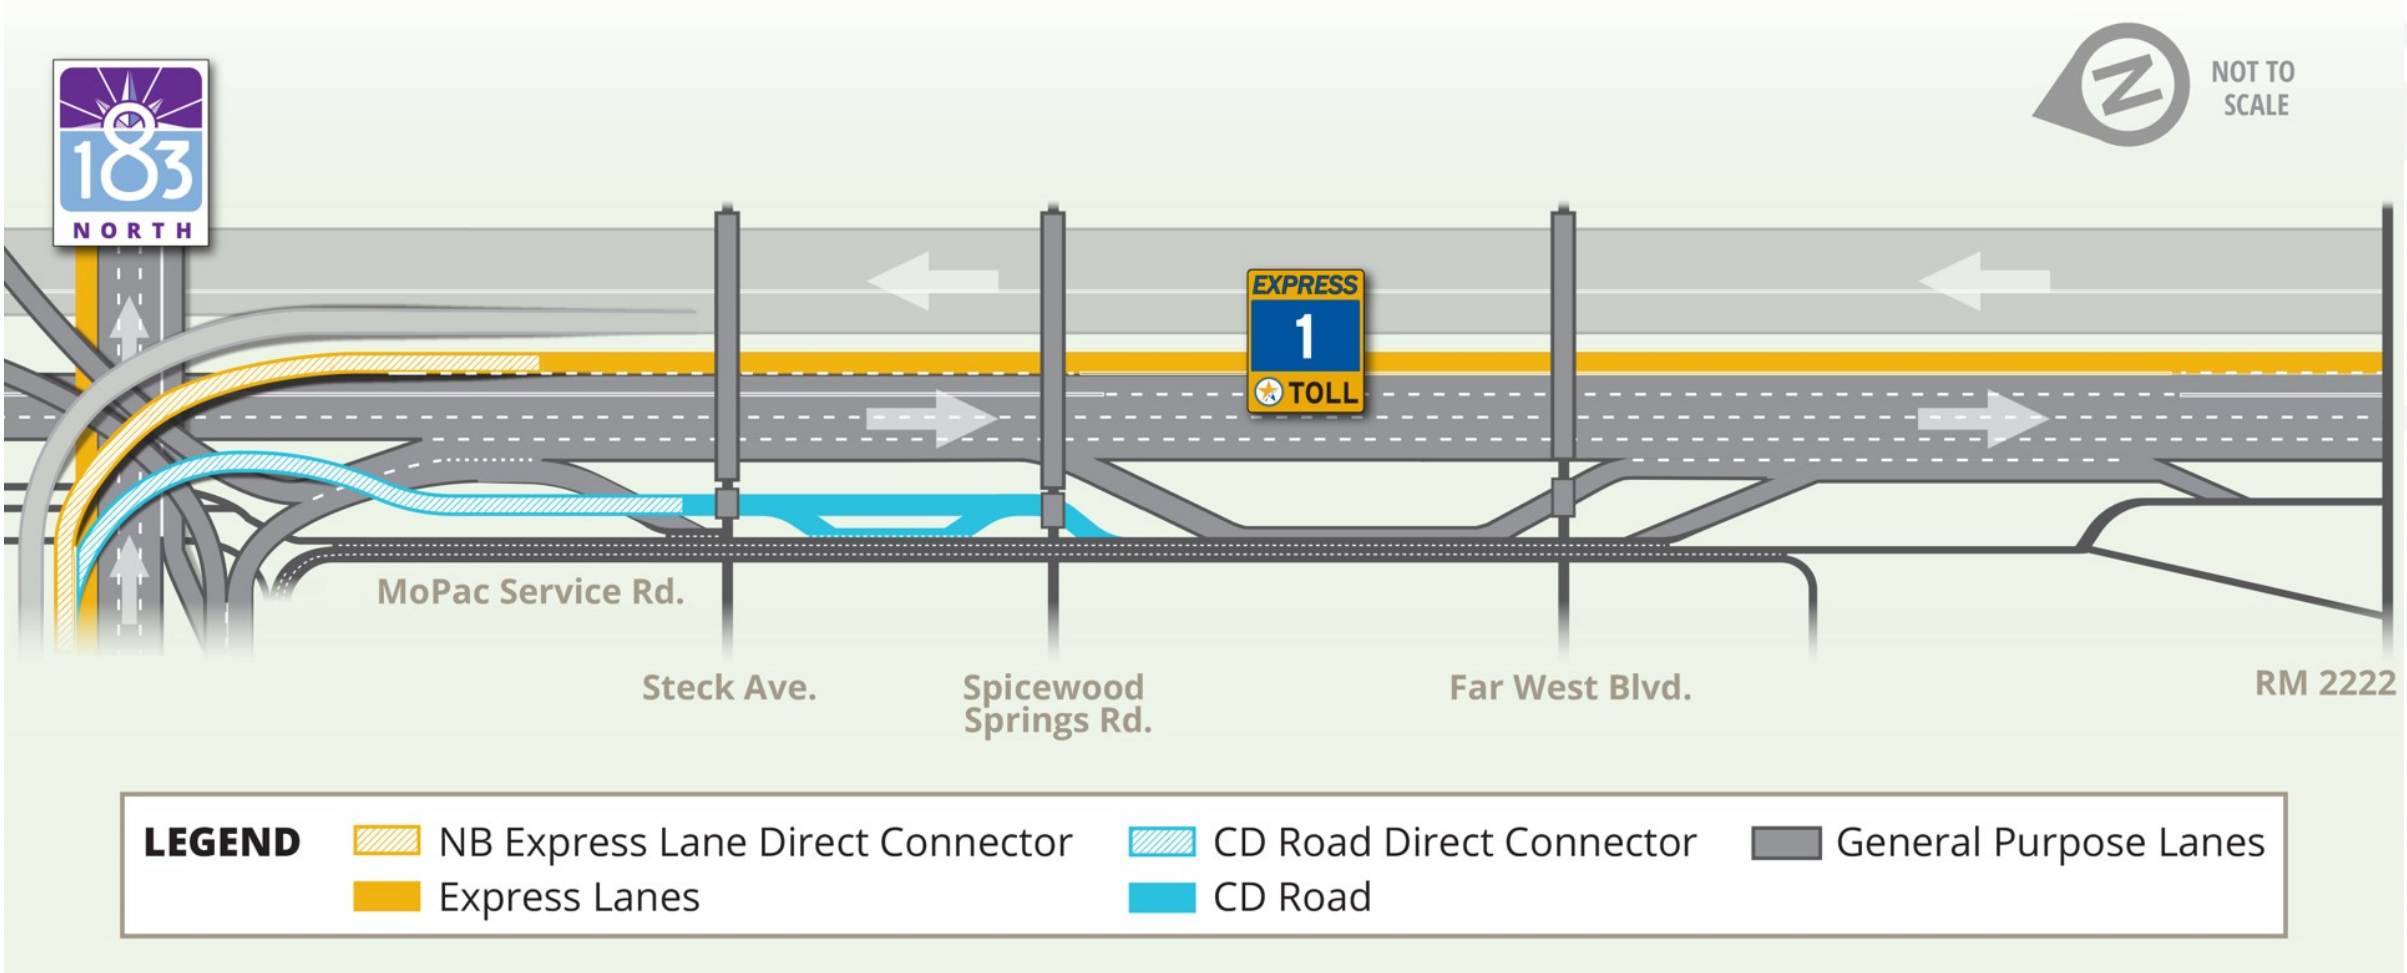 183
NORTH
N
NOT TO
SCALE
EXPRESS
1
TOLL
MoPac Service Rd.
Steck Ave.
Spicewood
Springs Rd.
Far West Blvd.
RM 2222
LEGEND
NB Express Lane Direct Connector
CD Road Direct Connector
General Purpose Lanes
Express Lanes
CD Road